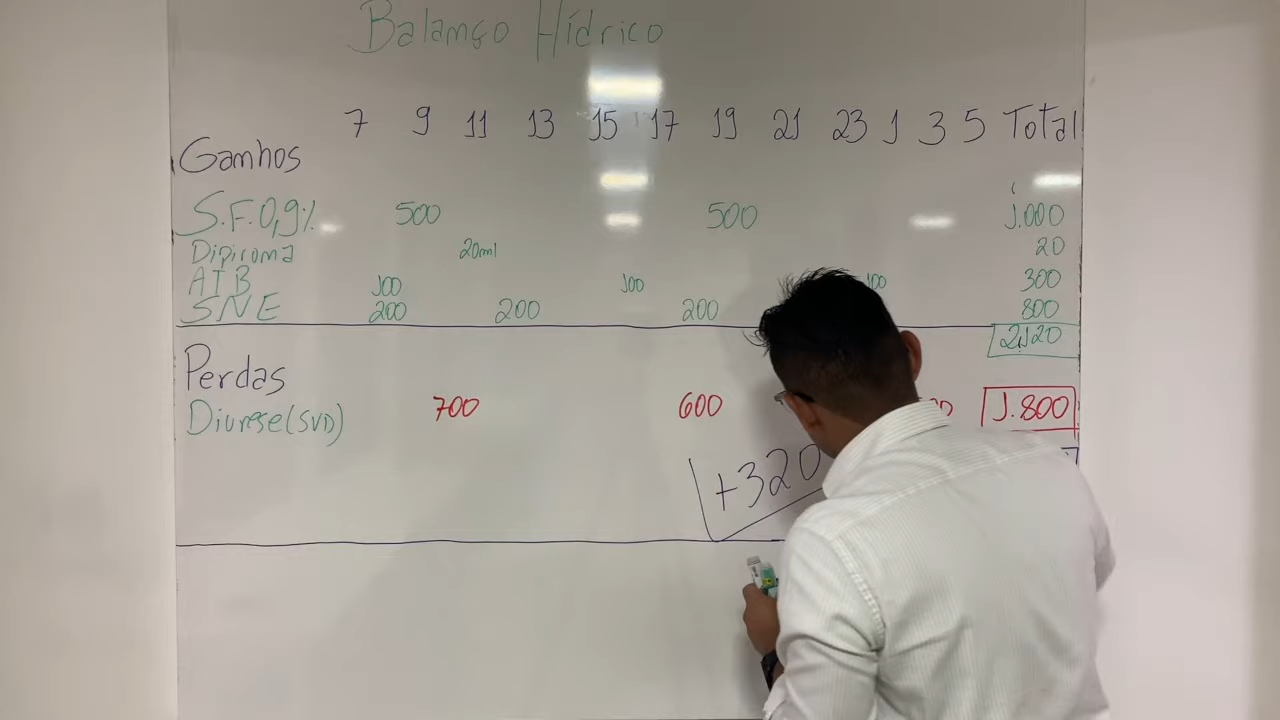 Balanço Hídrico
7 9 11 13 15 17 19 21 23 1 3 5 Total
Ganhos
S.F. 0,9% 500 500 1.000
Dipirona 20ml 20
ATB 100 100 100 300
SNE 200 200 200 800
2.120
Perdas
Diurese (SVD) 700 600 1.800
+320